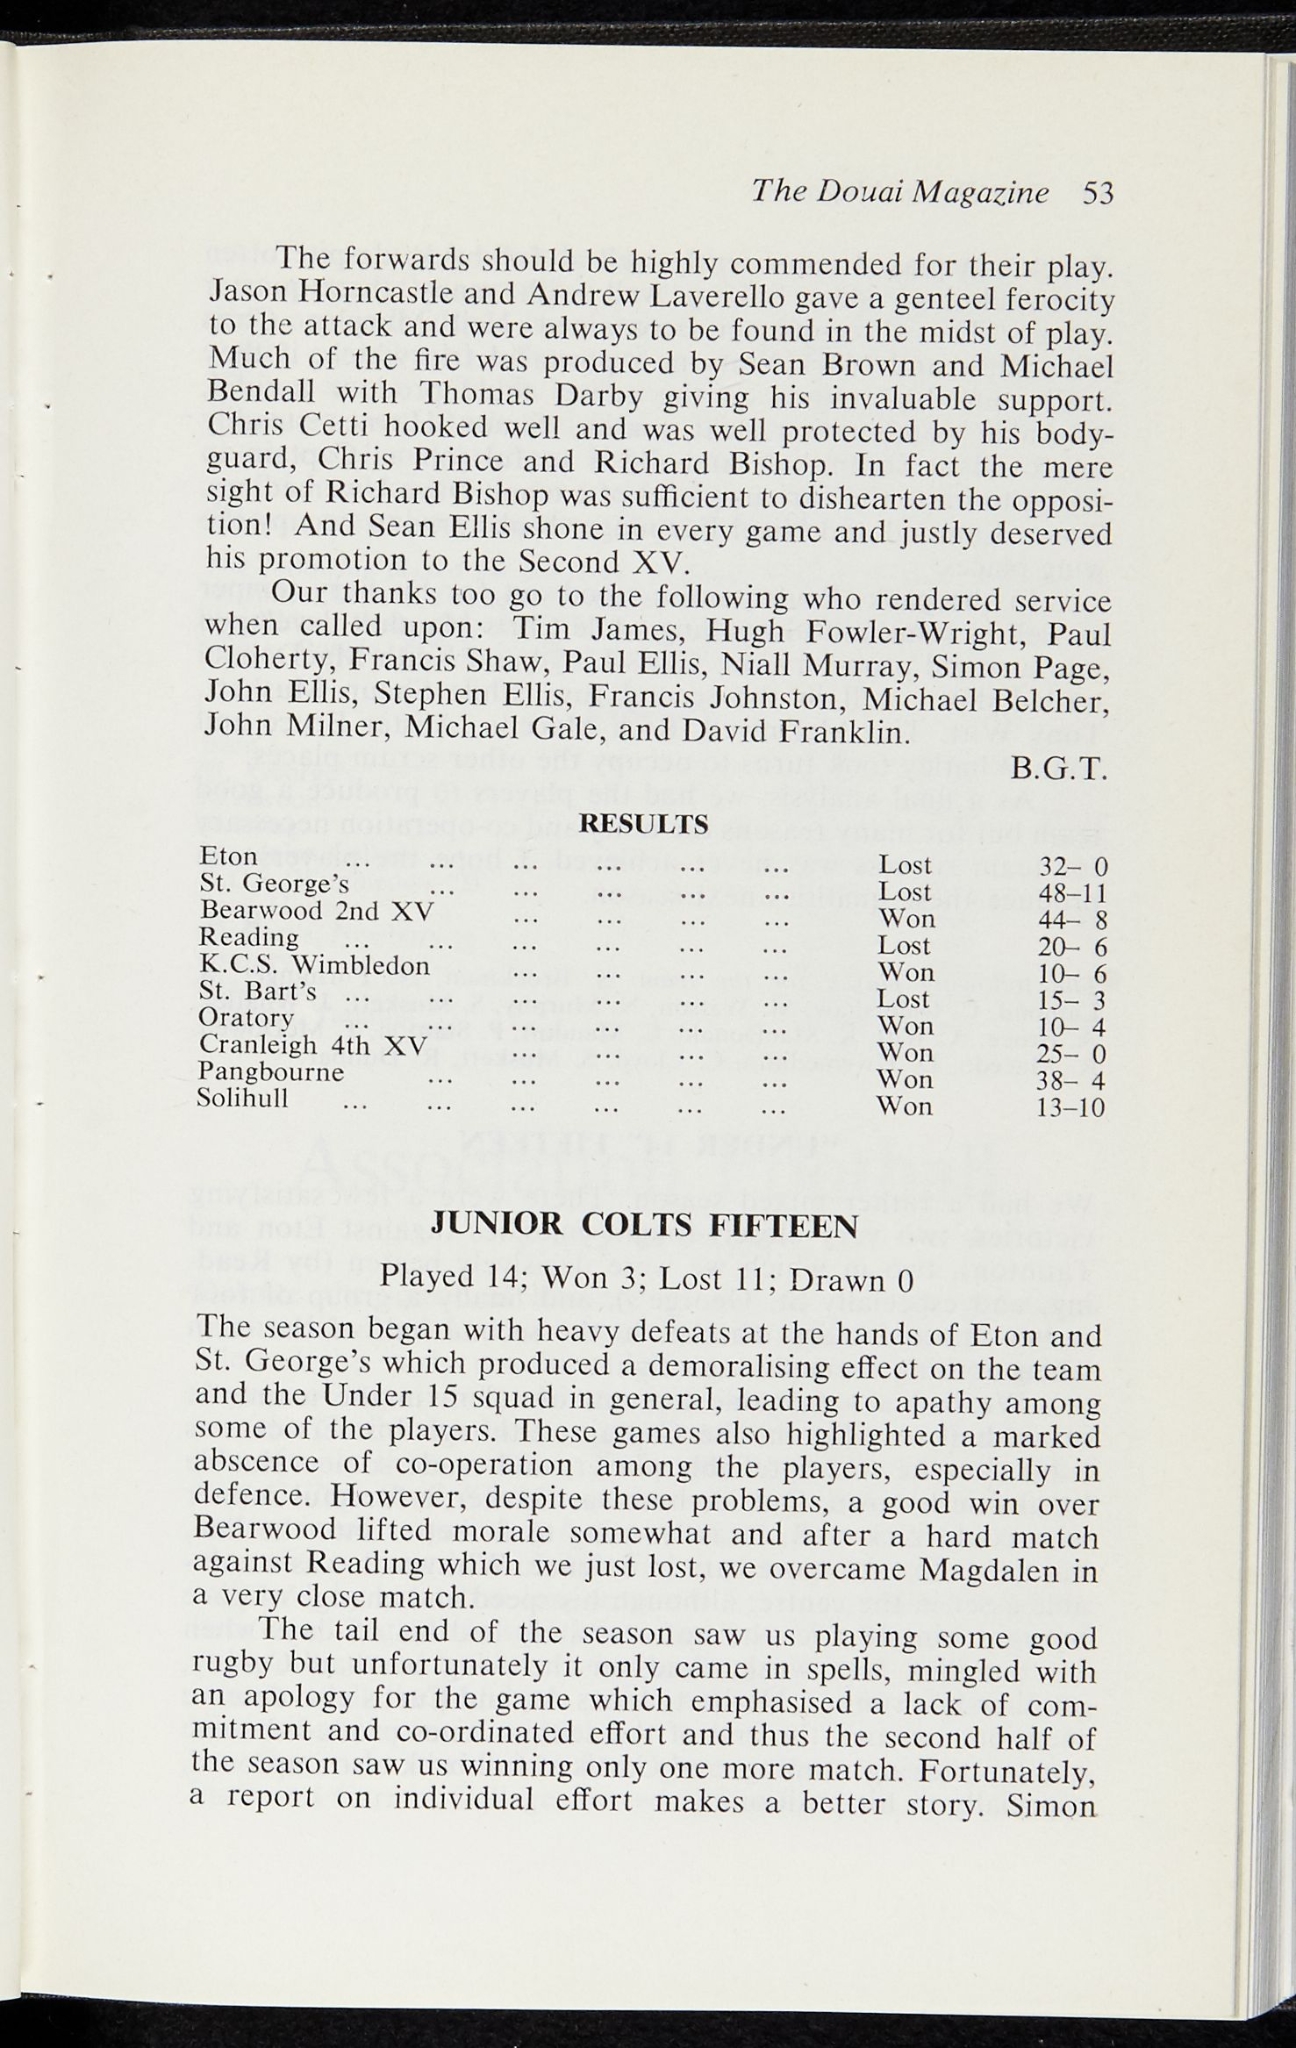 The Douai Magazine 53
The forwards should be highly commended for their play.
Jason Horncastle and Andrew Laverello gave a genteel ferocity
to the attack and were always to be found in the midst of play.
Much of the fire was produced by Sean Brown and Michael
Bendall with Thomas Darby giving his invaluable support.
Chris Cetti hooked well and was well protected by his body-
guard, Chris Prince and Richard Bishop. In fact the mere
sight of Richard Bishop was sufficient to dishearten the opposi-
tion! And Sean Ellis shone in every game and justly deserved
his promotion to the Second XV.
Our thanks too go to the following who rendered service
when called upon: Tim James, Hugh Fowler-Wright, Paul
Cloherty, Francis Shaw, Paul Ellis, Niall Murray, Simon Page,
John Ellis, Stephen Ellis, Francis Johnston, Michael Belcher,
John Milner, Michael Gale, and David Franklin.
B.G.T.
RESULTS
Eton ... ... ... ... ... ... Lost 32– 0
St. George's ... ... ... ... ... Lost 48–11
Bearwood 2nd XV ... ... ... ... Won 44– 8
Reading ... ... ... ... ... ... Lost 20– 6
K.C.S. Wimbledon ... ... ... ... Won 10– 6
St. Bart's ... ... ... ... ... ... Lost 15– 3
Oratory ... ... ... ... ... ... Won 10– 4
Cranleigh 4th XV ... ... ... ... Won 25– 0
Pangbourne ... ... ... ... ... Won 38– 4
Solihull ... ... ... ... ... ... Won 13–10
JUNIOR COLTS FIFTEEN
Played 14; Won 3; Lost 11; Drawn 0
The season began with heavy defeats at the hands of Eton and
St. George's which produced a demoralising effect on the team
and the Under 15 squad in general, leading to apathy among
some of the players. These games also highlighted a marked
abscence of co-operation among the players, especially in
defence. However, despite these problems, a good win over
Bearwood lifted morale somewhat and after a hard match
against Reading which we just lost, we overcame Magdalen in
a very close match.
The tail end of the season saw us playing some good
rugby but unfortunately it only came in spells, mingled with
an apology for the game which emphasised a lack of com-
mitment and co-ordinated effort and thus the second half of
the season saw us winning only one more match. Fortunately,
a report on individual effort makes a better story. Simon